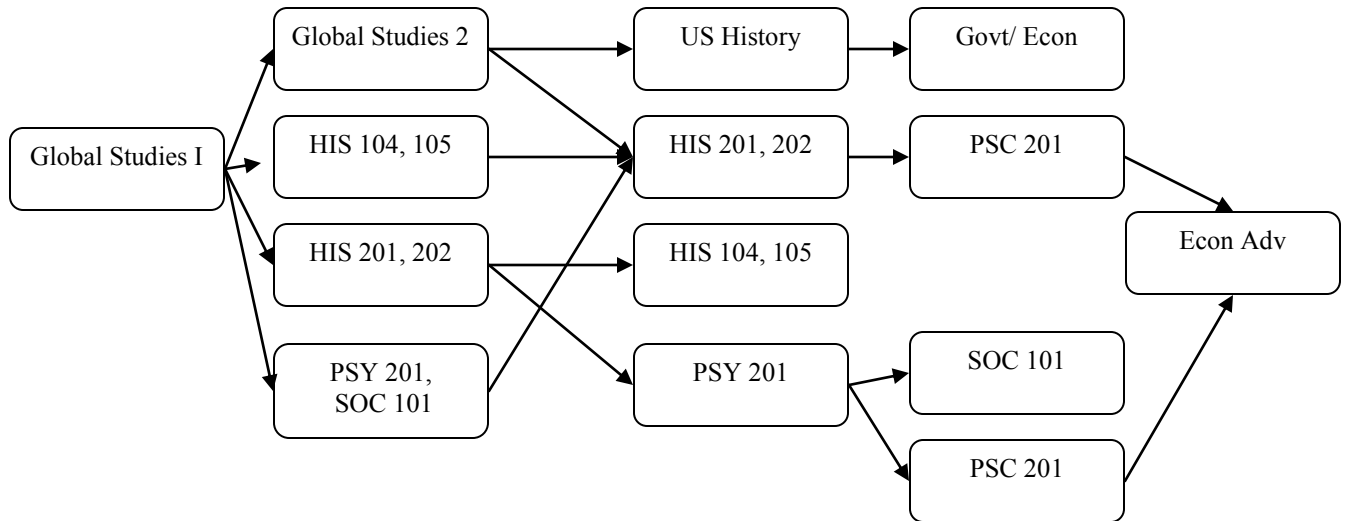 Global Studies I
Global Studies 2
HIS 104, 105
HIS 201, 202
PSY 201,
SOC 101
US History
HIS 201, 202
HIS 104, 105
PSY 201
Govt/ Econ
PSC 201
SOC 101
PSC 201
Econ Adv